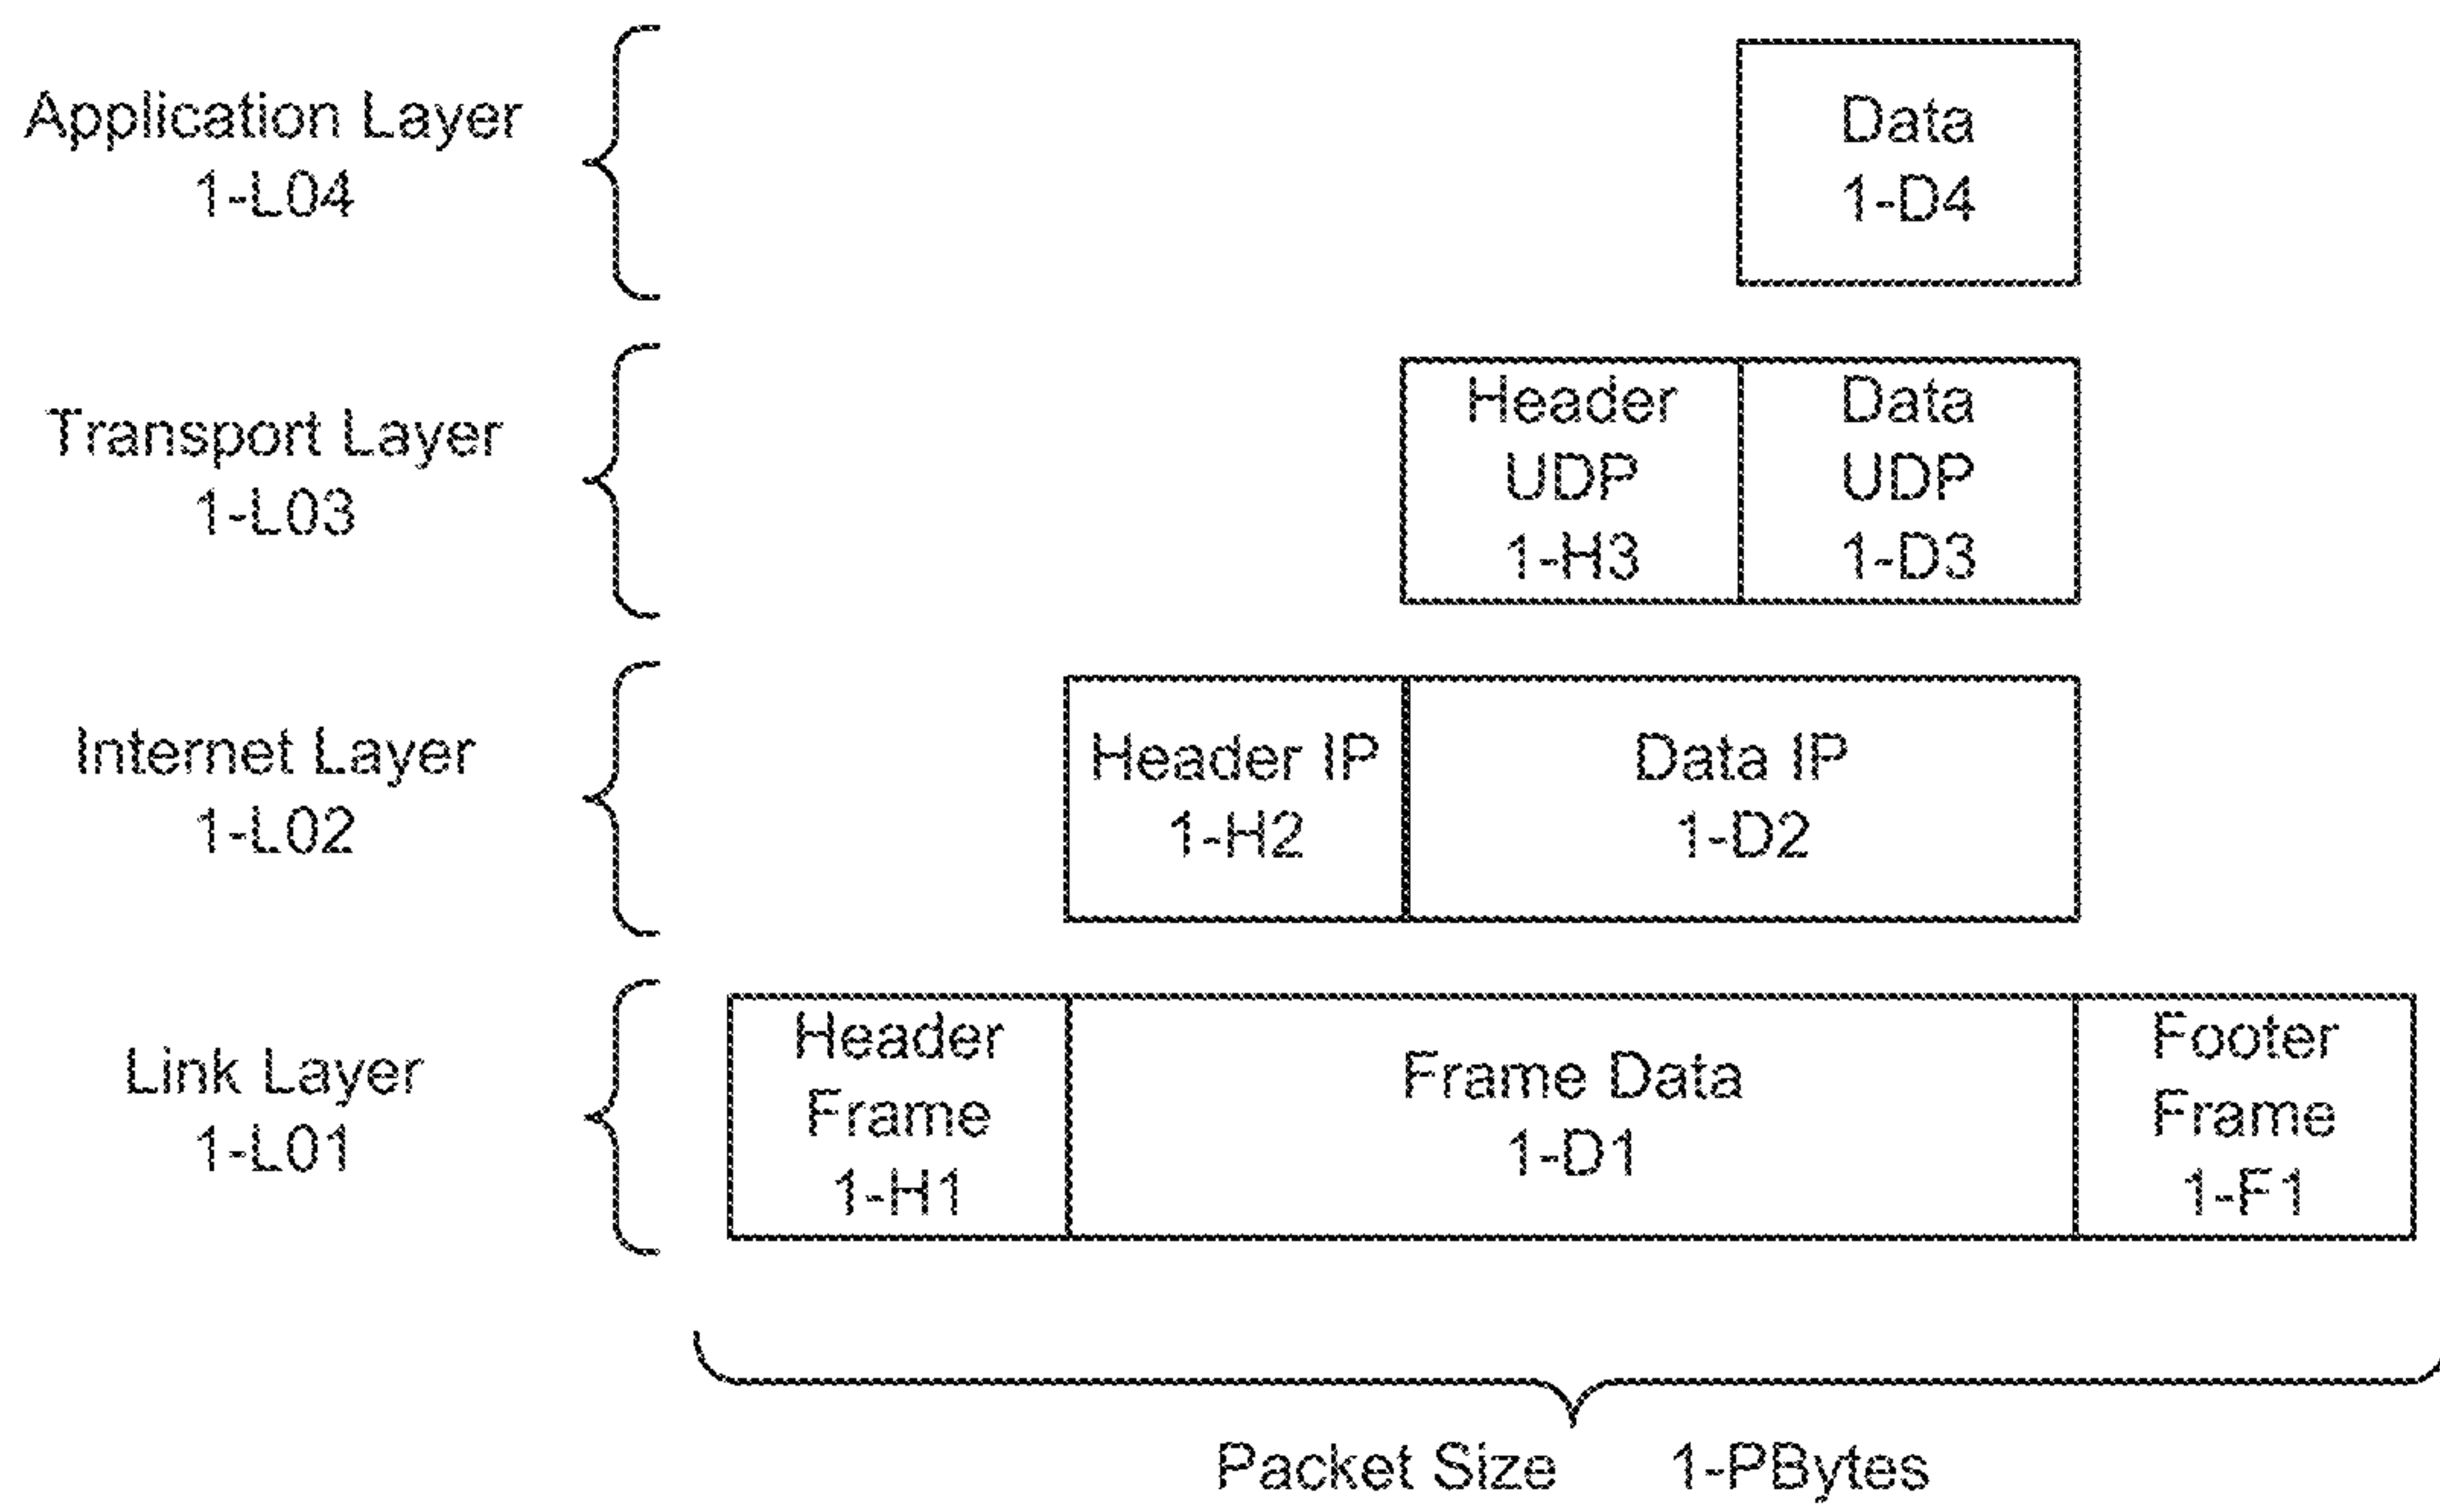 Application Layer
1-L04
Data
1-D4
Transport Layer
1-L03
Header
UDP
1-H3
Data
UDP
1-D3
Internet Layer
1-L02
Header IP
1-H2
Data IP
1-D2
Link Layer
1-L01
Header
Frame
1-H1
Frame Data
1-D1
Footer
Frame
1-F1
Packet Size 1-PBytes